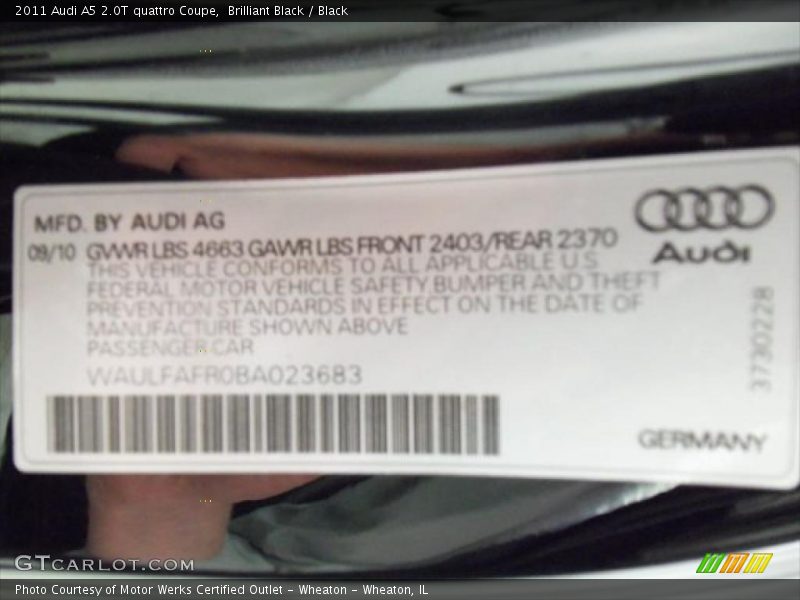 2011 Audi A5 2.0T quattro Coupe,  Brilliant Black / Black
MFD. BY AUDI AG
09/10 GVWR LBS 4663 GAWR LBS FRONT 2403/REAR 2370
THIS VEHICLE CONFORMS TO ALL APPLICABLE U.S
FEDERAL MOTOR VEHICLE SAFETY, BUMPER AND THEFT
PREVENTION STANDARDS IN EFFECT ON THE DATE OF
MANUFACTURE SHOWN ABOVE
PASSENGER CAR
WAULFAFR0BA023683
Audi
3730228
GERMANY
GTCARLOT.COM
Photo Courtesy of Motor Werks Certified Outlet - Wheaton - Wheaton, IL